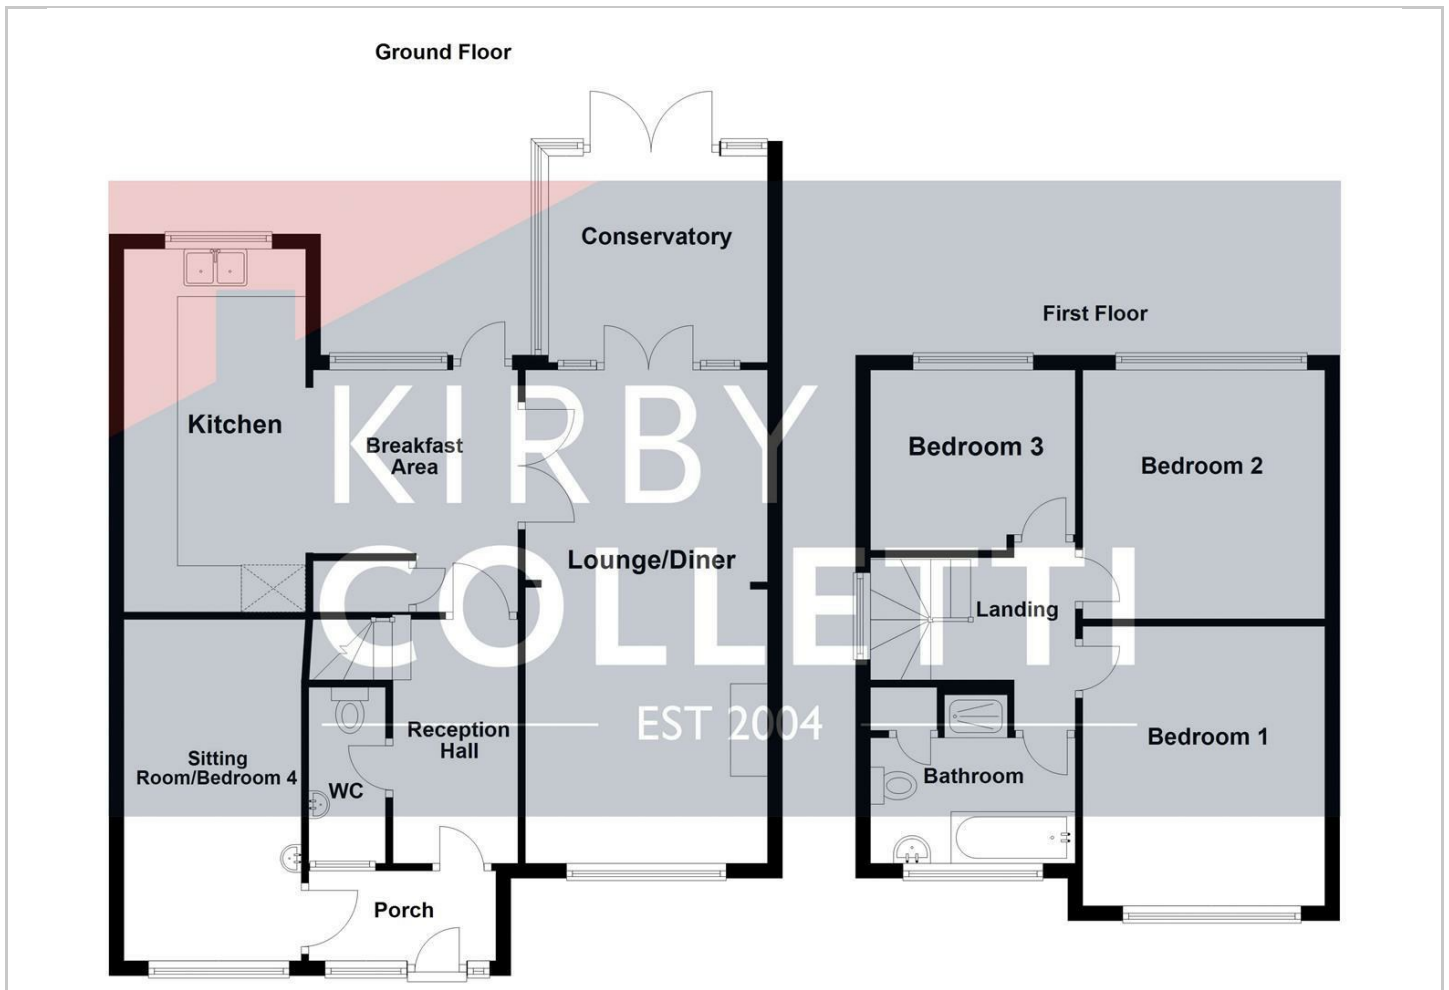 Ground Floor
Conservatory
First Floor
Kitchen
Breakfast
Area
Bedroom 3
Bedroom 2
KIRBY
Lounge/Diner
COLLETTI
Landing
EST 2004
Reception
Hall
Sitting
Room/Bedroom 4
WC
Bathroom
Bedroom 1
Porch